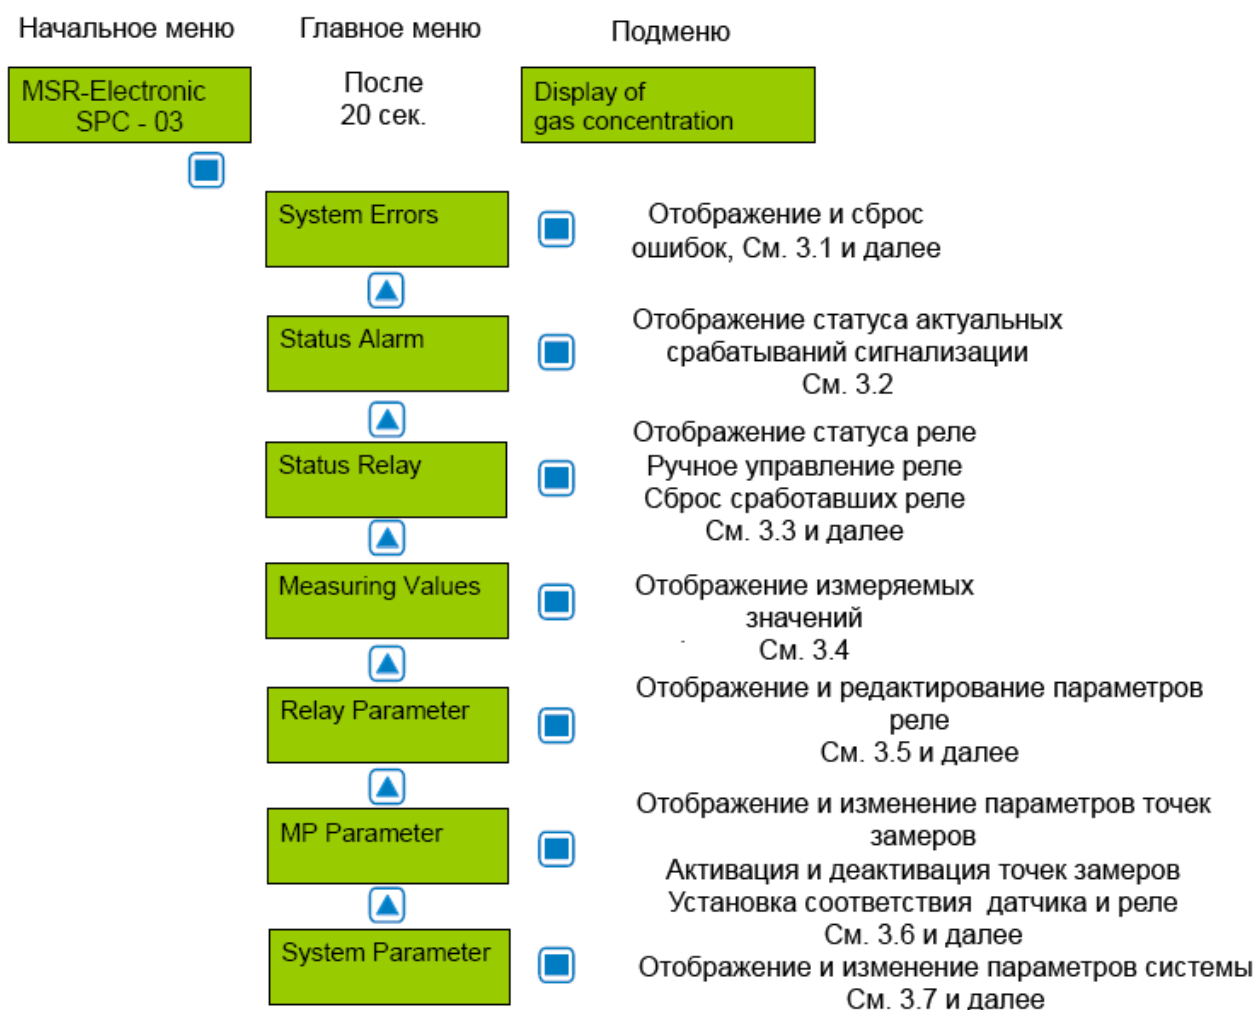 Начальное меню
Главное меню
Подменю
MSR-Electronic
SPC - 03
После
20 сек.
Display of
gas concentration
System Errors
Отображение и сброс
ошибок, См. 3.1 и далее
Status Alarm
Отображение статуса актуальных
срабатываний сигнализации
См. 3.2
Status Relay
Отображение статуса реле
Ручное управление реле
Сброс сработавших реле
См. 3.3 и далее
Measuring Values
Отображение измеряемых
значений
См. 3.4
Relay Parameter
Отображение и редактирование параметров
реле
См. 3.5 и далее
MP Parameter
Отображение и изменение параметров точек
замеров
Активация и деактивация точек замеров
Установка соответствия датчика и реле
См. 3.6 и далее
System Parameter
Отображение и изменение параметров системы
См. 3.7 и далее